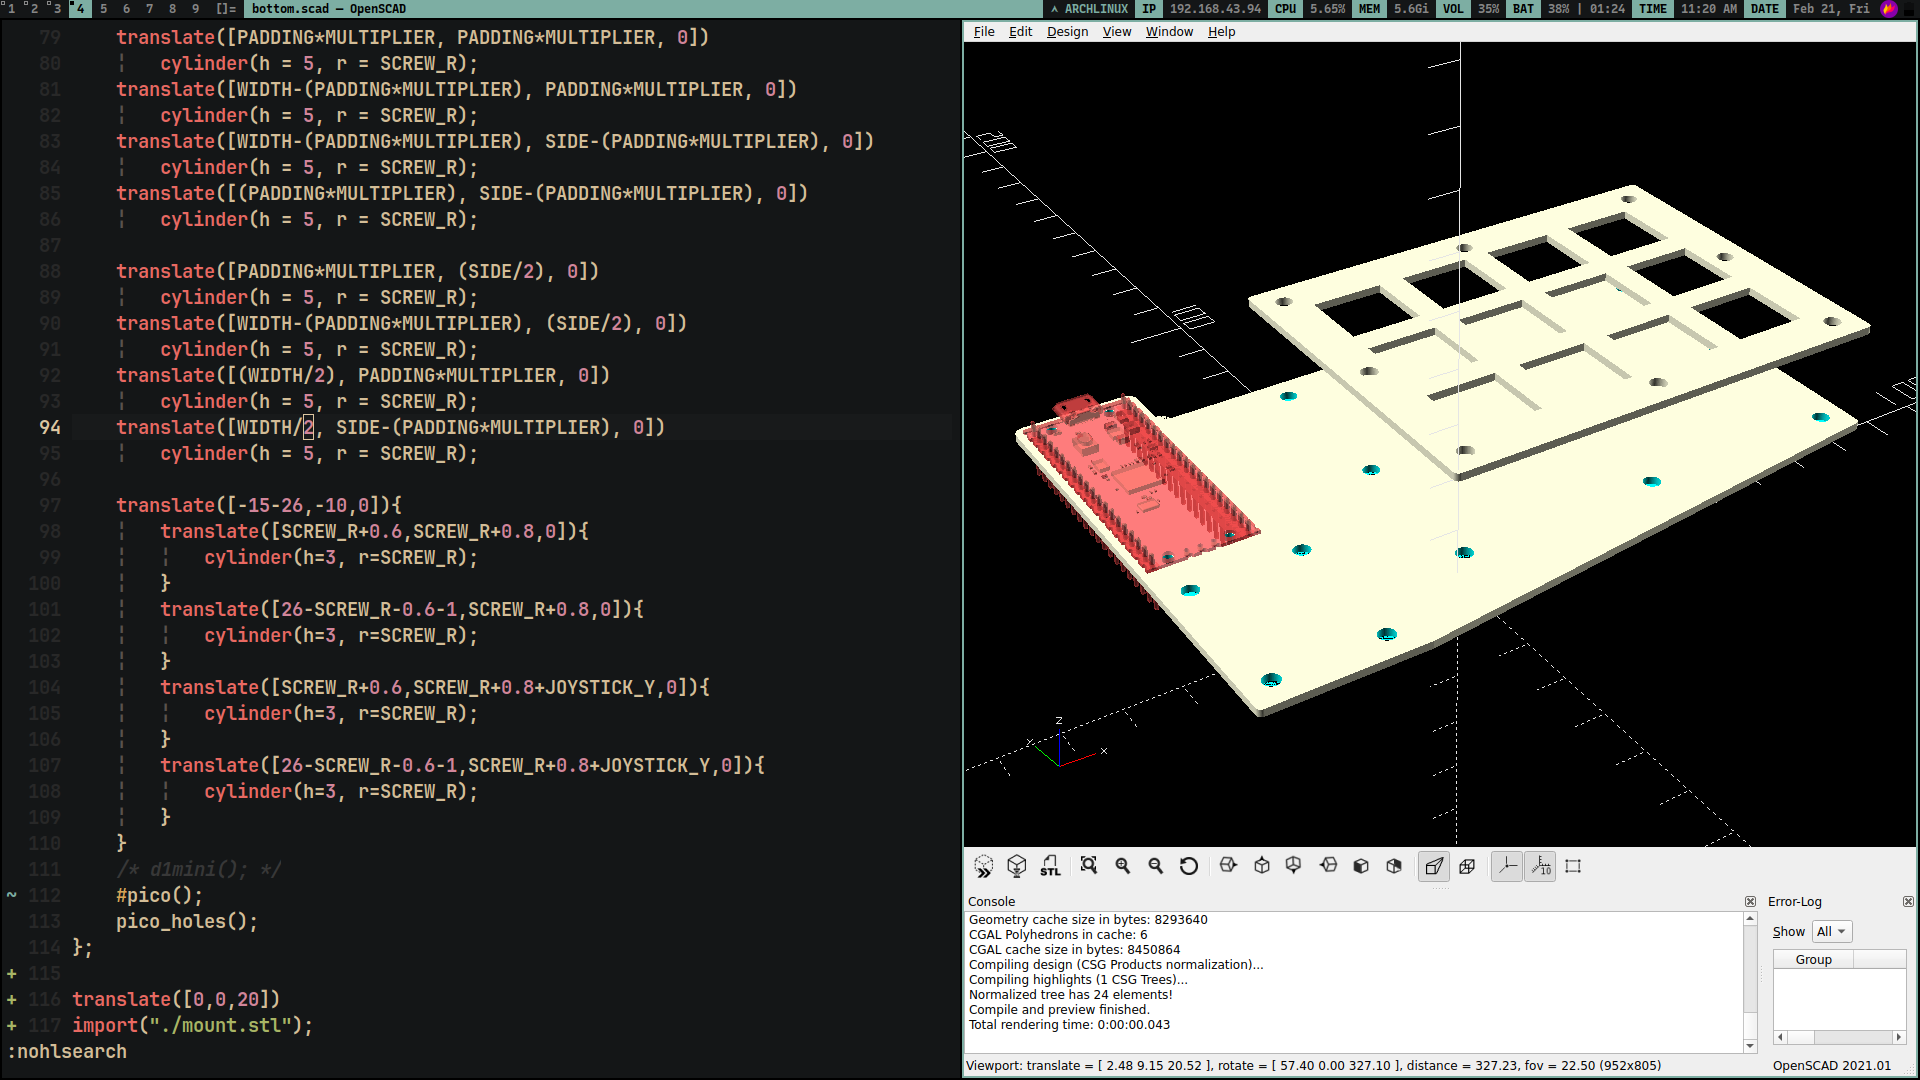 1 2 3 4 5 6 7 8 9 []= bottom.scad — OpenSCAD ARCHLINUX IP 192.168.43.94 CPU 5.65% MEM 5.6Gi VOL 35% BAT 38% | 01:24 TIME 11:20 AM DATE Feb 21, Fri
79 translate([PADDING*MULTIPLIER, PADDING*MULTIPLIER, 0])
80 cylinder(h = 5, r = SCREW_R);
81 translate([WIDTH-(PADDING*MULTIPLIER), PADDING*MULTIPLIER, 0])
82 cylinder(h = 5, r = SCREW_R);
83 translate([WIDTH-(PADDING*MULTIPLIER), SIDE-(PADDING*MULTIPLIER), 0])
84 cylinder(h = 5, r = SCREW_R);
85 translate([(PADDING*MULTIPLIER), SIDE-(PADDING*MULTIPLIER), 0])
86 cylinder(h = 5, r = SCREW_R);
87
88 translate([PADDING*MULTIPLIER, (SIDE/2), 0])
89 cylinder(h = 5, r = SCREW_R);
90 translate([WIDTH-(PADDING*MULTIPLIER), (SIDE/2), 0])
91 cylinder(h = 5, r = SCREW_R);
92 translate([(WIDTH/2), PADDING*MULTIPLIER, 0])
93 cylinder(h = 5, r = SCREW_R);
94 translate([WIDTH/2, SIDE-(PADDING*MULTIPLIER), 0])
95 cylinder(h = 5, r = SCREW_R);
96
97 translate([-15-26,-10,0]){
98 translate([SCREW_R+0.6,SCREW_R+0.8,0]){
99 cylinder(h=3, r=SCREW_R);
100 }
101 translate([26-SCREW_R-0.6-1,SCREW_R+0.8,0]){
102 cylinder(h=3, r=SCREW_R);
103 }
104 translate([SCREW_R+0.6,SCREW_R+0.8+JOYSTICK_Y,0]){
105 cylinder(h=3, r=SCREW_R);
106 }
107 translate([26-SCREW_R-0.6-1,SCREW_R+0.8+JOYSTICK_Y,0]){
108 cylinder(h=3, r=SCREW_R);
109 }
110 }
111 /* d1mini(); */
~ 112 #pico();
113 pico_holes();
114 };
+ 115
+ 116 translate([0,0,20])
+ 117 import("./mount.stl");
:nohlsearch
File Edit Design View Window Help
Z
X
STL
10
Console
Geometry cache size in bytes: 8293640
CGAL Polyhedrons in cache: 6
CGAL cache size in bytes: 8450864
Compiling design (CSG Products normalization)...
Compiling highlights (1 CSG Trees)...
Normalized tree has 24 elements!
Compile and preview finished.
Total rendering time: 0:00:00.043
Error-Log
Show All
Group
Viewport: translate = [ 2.48 9.15 20.52 ], rotate = [ 57.40 0.00 327.10 ], distance = 327.23, fov = 22.50 (952x805)
OpenSCAD 2021.01